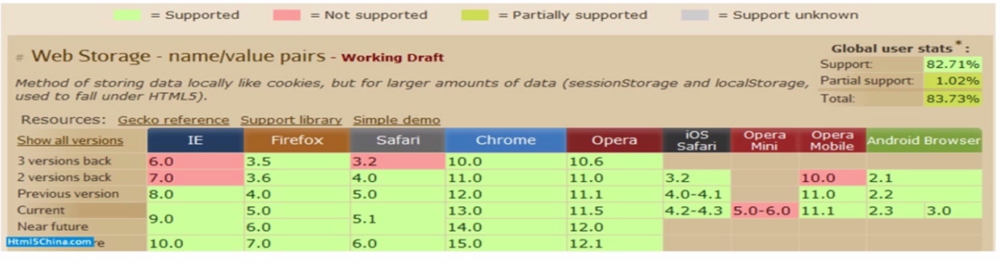 = Supported = Not supported = Partially supported = Support unknown
# Web Storage - name/value pairs - Working Draft
Global user stats*:
Support: 82.71%
Partial support: 1.02%
Total: 83.73%
Method of storing data locally like cookies, but for larger amounts of data (sessionStorage and localStorage,
used to fall under HTML5).
Resources: Gecko reference Support library Simple demo
Show all versions IE Firefox Safari Chrome Opera iOS Safari Opera Mini Opera Mobile Android Browser
3 versions back 6.0 3.5 3.2 10.0 10.6
2 versions back 7.0 3.6 4.0 11.0 11.0 3.2 10.0 2.1
Previous version 8.0 4.0 5.0 12.0 11.1 4.0-4.1 11.0 2.2
Current 9.0 5.0 5.1 13.0 11.5 4.2-4.3 5.0-6.0 11.1 2.3 3.0
Near future 6.0 14.0 12.0
Html5China.com re 10.0 7.0 6.0 15.0 12.1